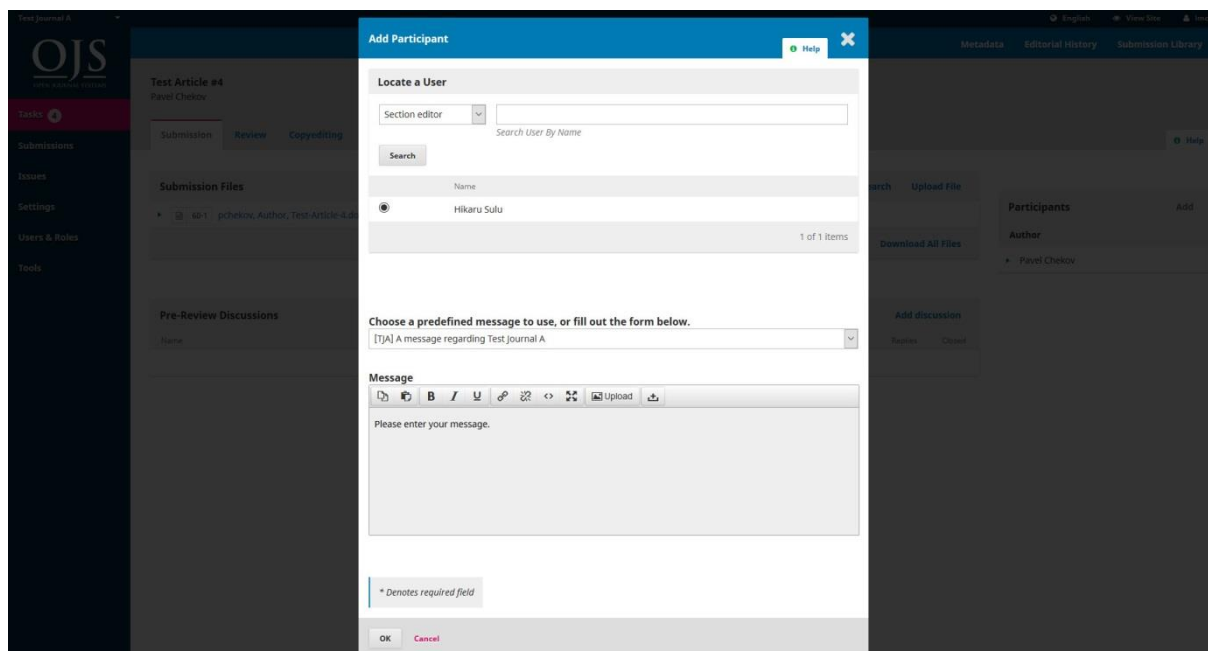 Test Journal A
English View Site
OJS
OPEN JOURNAL SYSTEMS
Tasks 4
Submissions
Issues
Settings
Users & Roles
Tools
Metadata Editorial History Submission Library
Test Article #4
Pavel Chekov
Submission Review Copyediting
Help
Submission Files
Upload File
pchekov, Author, Test-Article-4.do
Download All Files
Pre-Review Discussions
Add discussion
Name
Replies Closed
Participants Add
Author
Pavel Chekov
Add Participant
Help
Locate a User
Section editor
Search User By Name
Search
Name
Hikaru Sulu
1 of 1 items
Choose a predefined message to use, or fill out the form below.
[TJA] A message regarding Test Journal A
Message
B I U Upload
Please enter your message.
* Denotes required field
OK Cancel